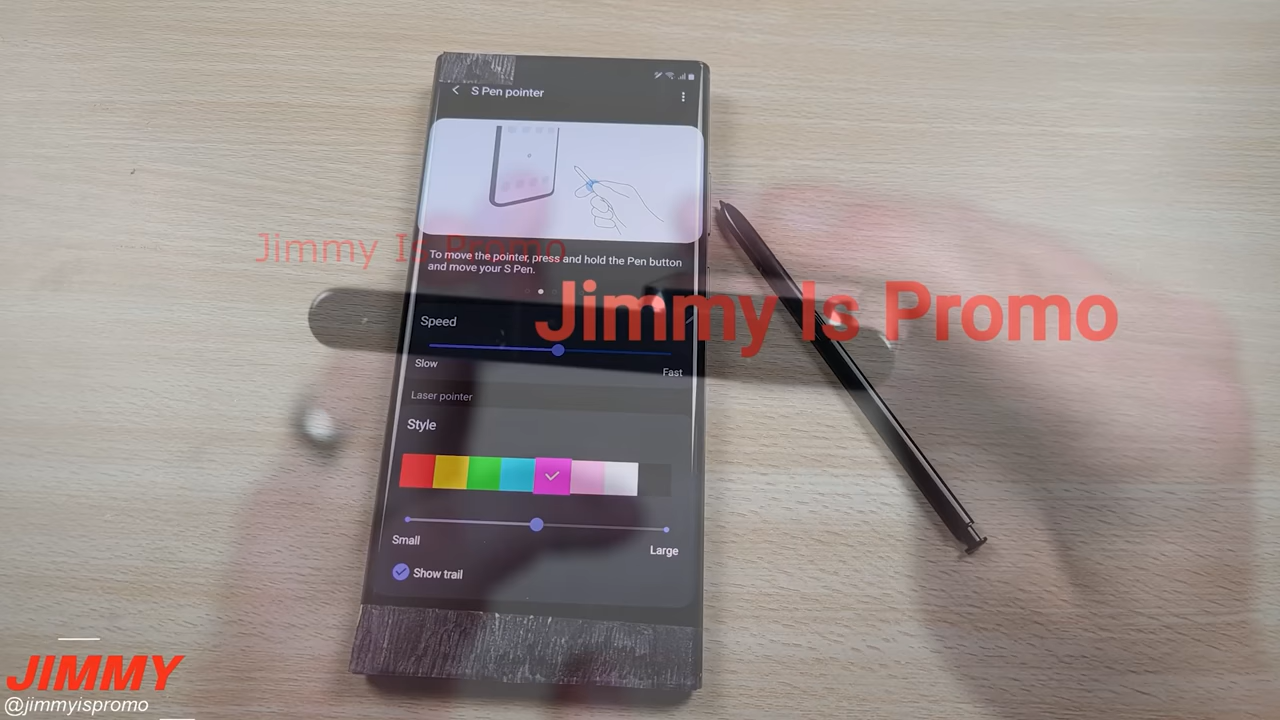 S Pen pointer
To move the pointer, press and hold the Pen button
and move your S Pen.
Jimmy Is Promo
Jimmy Is Promo
Speed
Slow
Fast
Laser pointer
Style
Small
Large
Show trail
JIMMY
@jimmyispromo